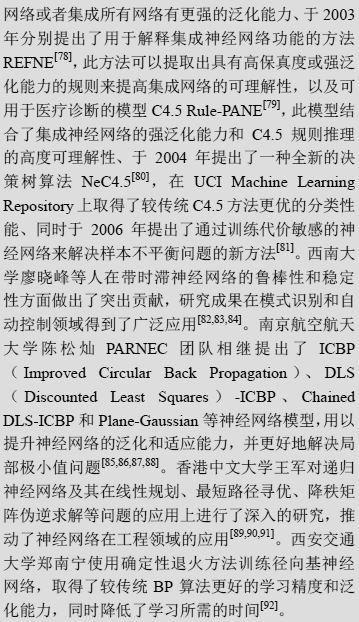 网络或者集成所有网络有更强的泛化能力、于 2003
年分别提出了用于解释集成神经网络功能的方法
REFNE[78]，此方法可以提取出具有高保真度或强泛
化能力的规则来提高集成网络的可理解性，以及可
用于医疗诊断的模型 C4.5 Rule-PANE[79]，此模型结
合了集成神经网络的强泛化能力和 C4.5 规则推理
的高度可理解性、于 2004 年提出了一种全新的决
策树算法 NeC4.5[80]，在 UCI Machine Learning
Repository 上取得了较传统 C4.5 方法更优的分类性
能、同时于 2006 年提出了通过训练代价敏感的神
经网络来解决样本不平衡问题的新方法[81]。西南大
学廖晓峰等人在带时滞神经网络的鲁棒性和稳定
性方面做出了突出贡献，研究成果在模式识别和自
动控制领域得到了广泛应用[82,83,84]。南京航空航天
大学陈松灿 PARNEC 团队相继提出了 ICBP
（Improved Circular Back Propagation）、DLS
（Discounted Least Squares）-ICBP、Chained
DLS-ICBP 和 Plane-Gaussian 等神经网络模型，用以
提升神经网络的泛化和适应能力，并更好地解决局
部极小值问题[85,86,87,88]。香港中文大学王军对递归
神经网络及其在线性规划、最短路径寻优、降秩矩
阵伪逆求解等问题的应用上进行了深入的研究，推
动了神经网络在工程领域的应用[89,90,91]。西安交通
大学郑南宁使用确定性退火方法训练径向基神经
网络，取得了较传统 BP 算法更好的学习精度和泛
化能力，同时降低了学习所需的时间[92]。